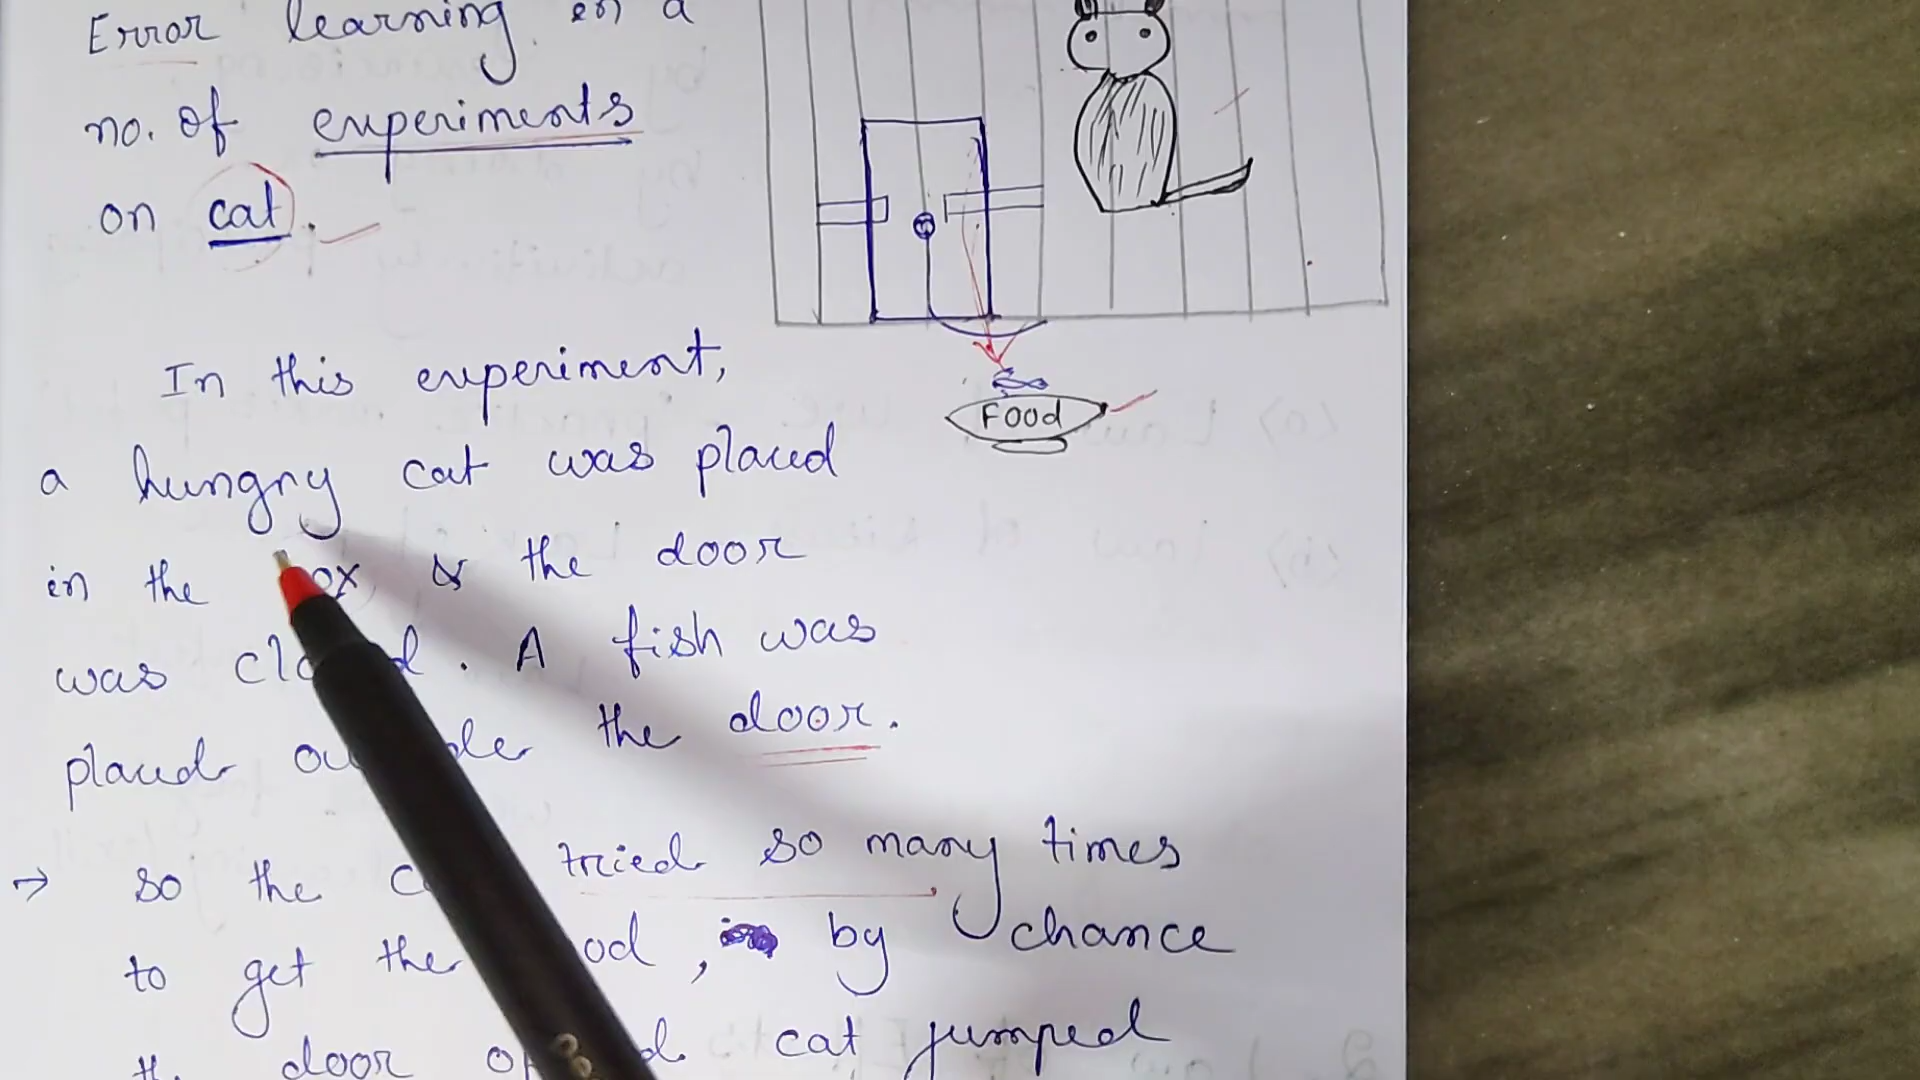 Error learning in a
no. of experiments
on cat.
Food
In this experiment,
a hungry cat was placed
in the & the door
was. A fish was
placed the door.
→ so the tried so many times
to get the, by chance
door cat jumped